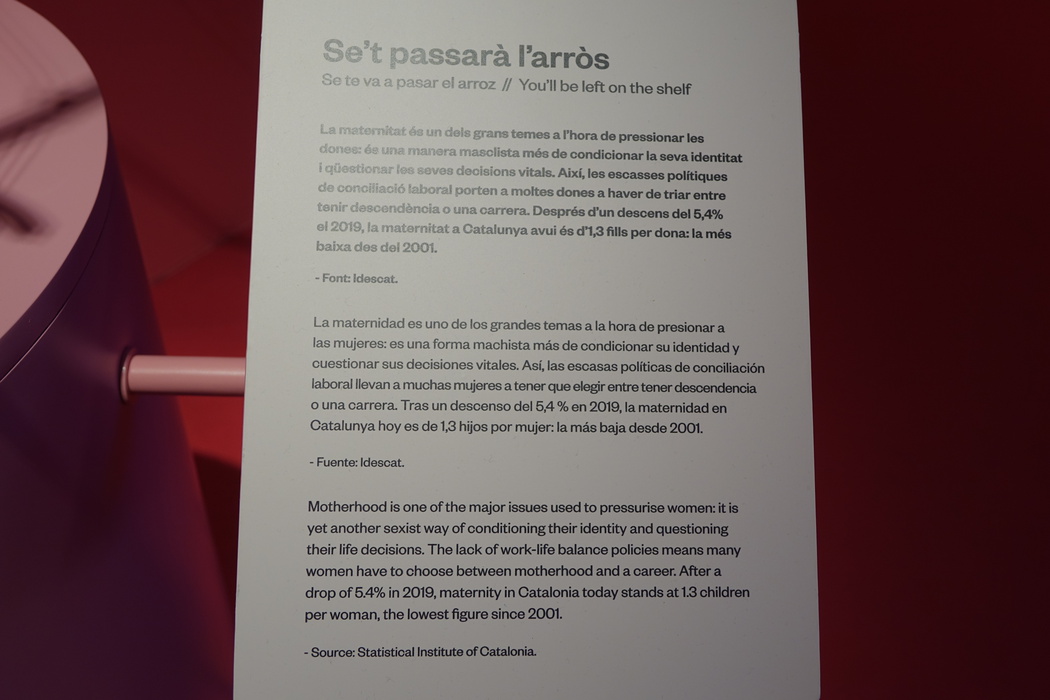 Se't passarà l'arròs
Se te va a pasar el arroz // You'll be left on the shelf
La maternitat és un dels grans temes a l'hora de pressionar les
dones: és una manera masclista més de condicionar la seva identitat
i qüestionar les seves decisions vitals. Així, les escasses polítiques
de conciliació laboral porten a moltes dones a haver de triar entre
tenir descendència o una carrera. Després d'un descens del 5,4%
el 2019, la maternitat a Catalunya avui és d'1,3 fills per dona: la més
baixa des del 2001.
- Font: Idescat.
La maternidad es uno de los grandes temas a la hora de presionar a
las mujeres: es una forma machista más de condicionar su identidad y
cuestionar sus decisiones vitales. Así, las escasas políticas de conciliación
laboral llevan a muchas mujeres a tener que elegir entre tener descendencia
o una carrera. Tras un descenso del 5,4 % en 2019, la maternidad en
Catalunya hoy es de 1,3 hijos por mujer: la más baja desde 2001.
- Fuente: Idescat.
Motherhood is one of the major issues used to pressurise women: it is
yet another sexist way of conditioning their identity and questioning
their life decisions. The lack of work-life balance policies means many
women have to choose between motherhood and a career. After a
drop of 5.4% in 2019, maternity in Catalonia today stands at 1.3 children
per woman, the lowest figure since 2001.
- Source: Statistical Institute of Catalonia.